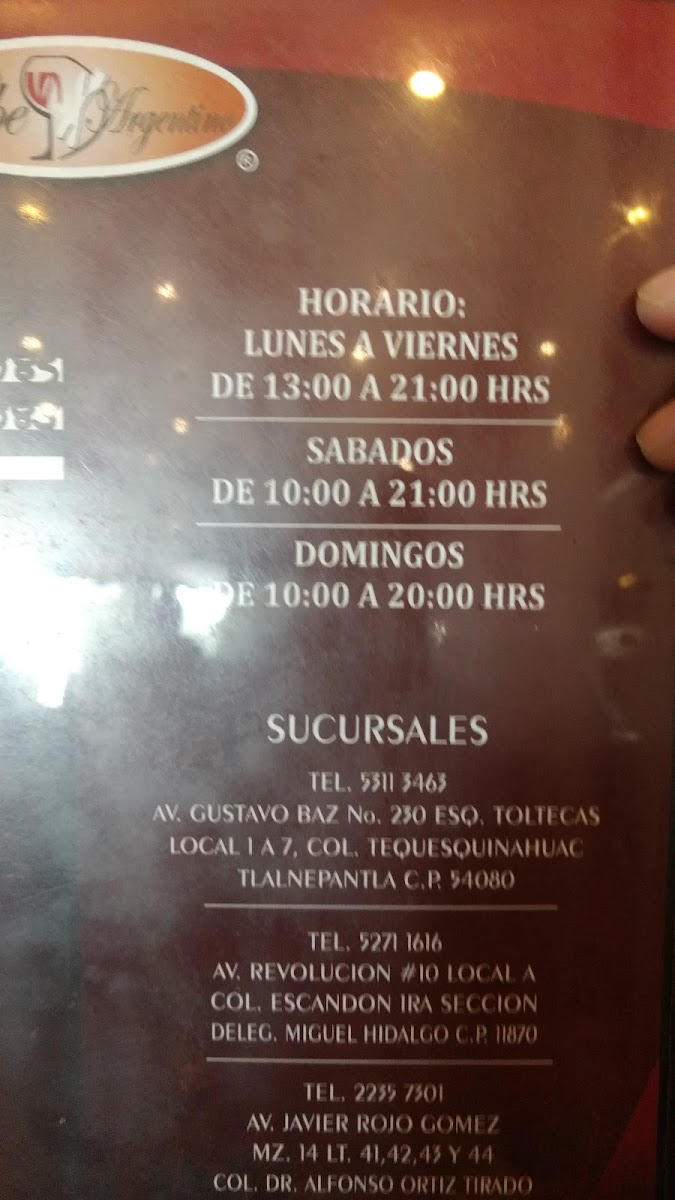 Argentino
®
HORARIO:
LUNES A VIERNES
DE 13:00 A 21:00 HRS
SABADOS
DE 10:00 A 21:00 HRS
DOMINGOS
DE 10:00 A 20:00 HRS
SUCURSALES
TEL. 5311 3463
AV. GUSTAVO BAZ No. 230 ESQ. TOLTECAS
LOCAL 1 A 7, COL. TEQUESQUINAHUAC
TLALNEPANTLA C.P. 54080
TEL. 5271 1616
AV. REVOLUCION #10 LOCAL A
COL. ESCANDON 1RA SECCION
DELEG. MIGUEL HIDALGO C.P. 11870
TEL. 2235 7301
AV. JAVIER ROJO GOMEZ
MZ. 14 LT. 41,42,43 Y 44
COL. DR. ALFONSO ORTIZ TIRADO